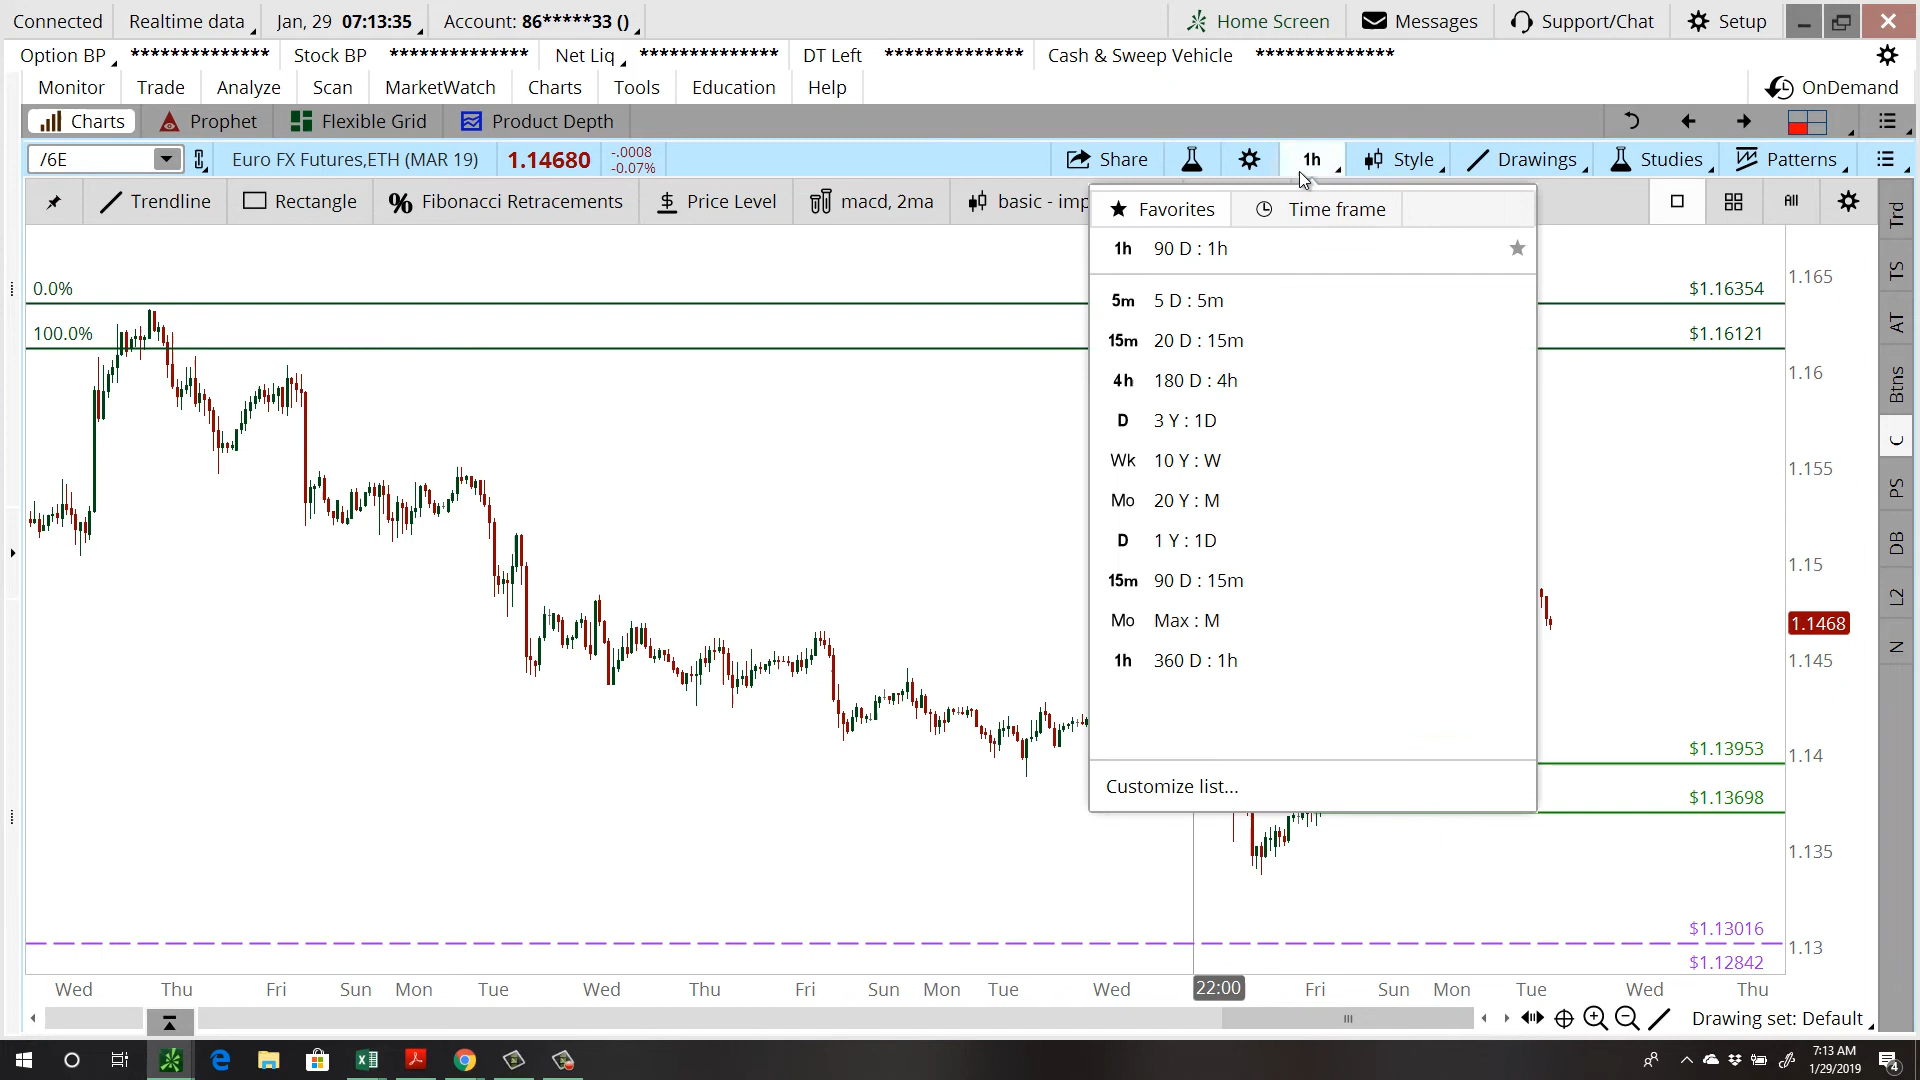 Connected Realtime data Jan, 29 07:13:35 Account: 86*****33 () Home Screen Messages Support/Chat Setup
Option BP ************** Stock BP ************** Net Liq ************** DT Left ************** Cash & Sweep Vehicle **************
Monitor Trade Analyze Scan MarketWatch Charts Tools Education Help OnDemand
Charts Prophet Flexible Grid Product Depth
/6E Euro FX Futures,ETH (MAR 19) 1.14680 -.0008 Share 1h Style Drawings Studies Patterns
-0.07%
Trendline Rectangle % Fibonacci Retracements $ Price Level macd, 2ma basic - imp All
Favorites Time frame
1h 90 D : 1h
5m 5 D : 5m
15m 20 D : 15m
4h 180 D : 4h
D 3 Y : 1D
Wk 10 Y : W
Mo 20 Y : M
D 1 Y : 1D
15m 90 D : 15m
Mo Max : M
1h 360 D : 1h
Customize list...
0.0% $1.16354
100.0% $1.16121
$1.13953
$1.13698
$1.13016
$1.12842
1.165
1.16
1.155
1.15
1.1468
1.145
1.14
1.135
1.13
Trd
TS
AT
Btns
C
PS
DB
L2
N
Wed Thu Fri Sun Mon Tue Wed Thu Fri Sun Mon Tue Wed 22:00 Fri Sun Mon Tue Wed Thu
Drawing set: Default
7:13 AM
1/29/2019
4